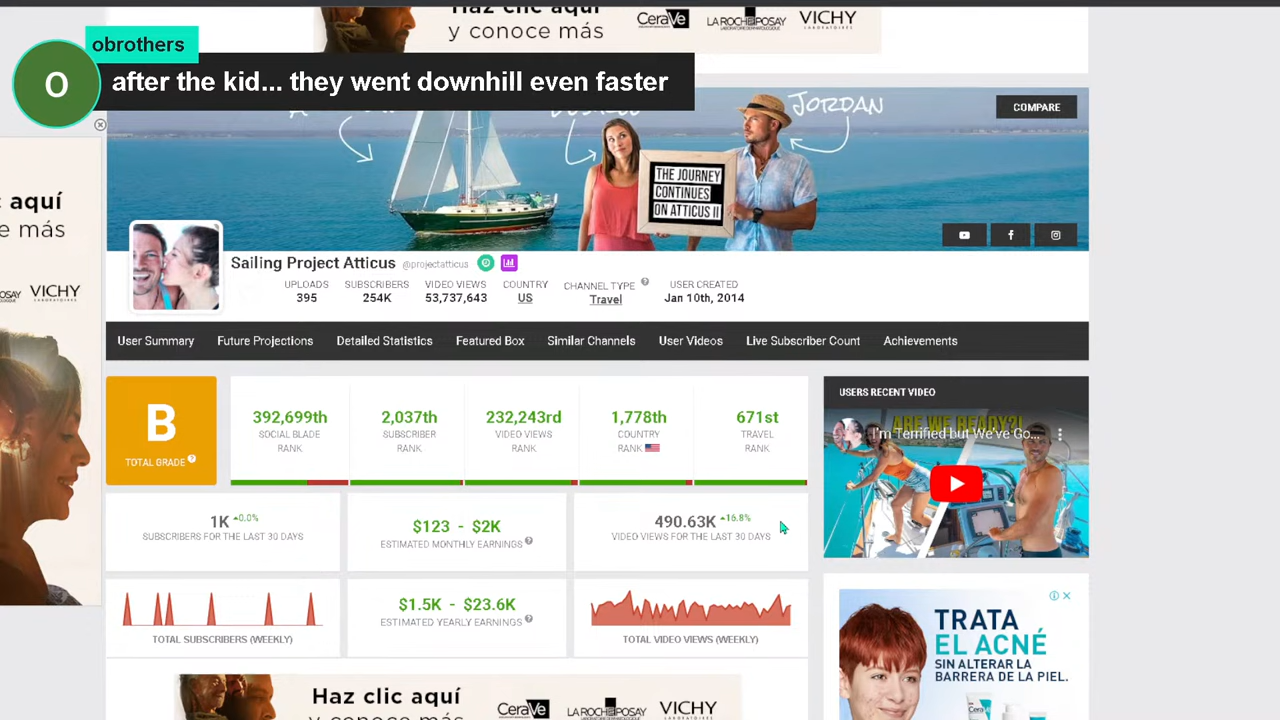 Haz clic aquí
y conoce más
CeraVe
LA ROCHE POSAY
LABORATOIRE DERMATOLOGIQUE
VICHY
LABORATOIRES
obrothers
O
after the kid... they went downhill even faster
JORDAN
COMPARE
THE JOURNEY
CONTINUES
ON ATTICUS II
aquí
e más
OSAY
VICHY
LABORATOIRES
Sailing Project Atticus @projectatticus
UPLOADS
395
SUBSCRIBERS
254K
VIDEO VIEWS
53,737,643
COUNTRY
US
CHANNEL TYPE
Travel
USER CREATED
Jan 10th, 2014
User Summary
Future Projections
Detailed Statistics
Featured Box
Similar Channels
User Videos
Live Subscriber Count
Achievements
B
TOTAL GRADE
392,699th
SOCIAL BLADE
RANK
2,037th
SUBSCRIBER
RANK
232,243rd
VIDEO VIEWS
RANK
1,778th
COUNTRY
RANK
671st
TRAVEL
RANK
USERS RECENT VIDEO
ARE WE READY?!
I'm Terrified but We've Go...
1K 0.0%
SUBSCRIBERS FOR THE LAST 30 DAYS
$123 - $2K
ESTIMATED MONTHLY EARNINGS
490.63K 16.8%
VIDEO VIEWS FOR THE LAST 30 DAYS
TOTAL SUBSCRIBERS (WEEKLY)
$1.5K - $23.6K
ESTIMATED YEARLY EARNINGS
TOTAL VIDEO VIEWS (WEEKLY)
TRATA
EL ACNÉ
SIN ALTERAR LA
BARRERA DE LA PIEL.
Haz clic aquí
y conoce más
CeraVe
LA ROCHE POSAY
VICHY
LABORATOIRES